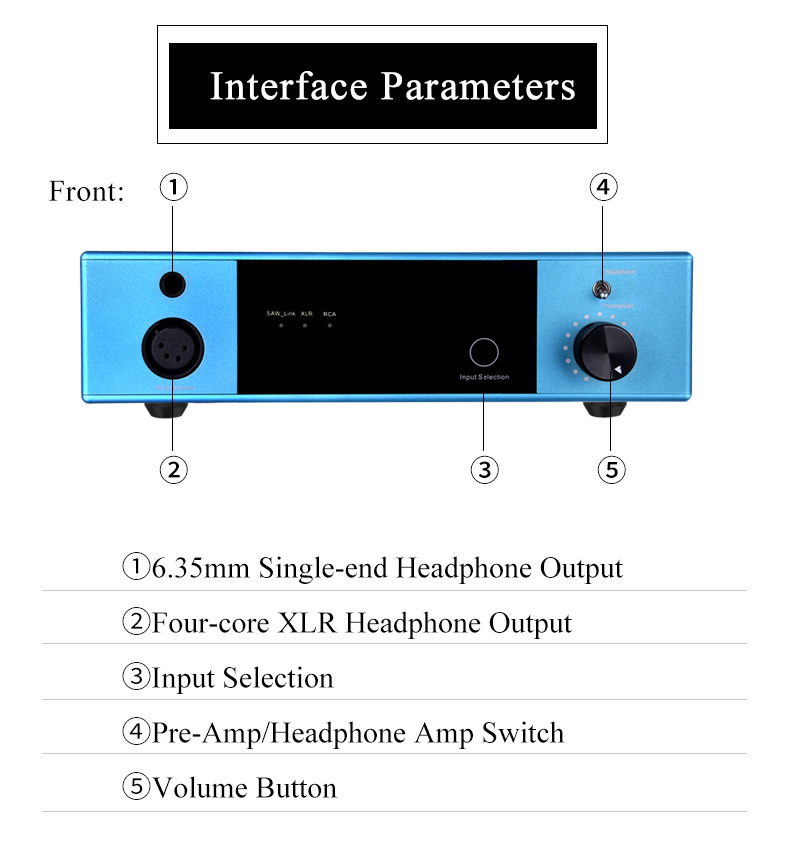 Interface Parameters
Front:
①
④
Headphone
SAW_Link XLR RCA
Input Selection
②
③
⑤
①6.35mm Single-end Headphone Output
②Four-core XLR Headphone Output
③Input Selection
④Pre-Amp/Headphone Amp Switch
⑤Volume Button